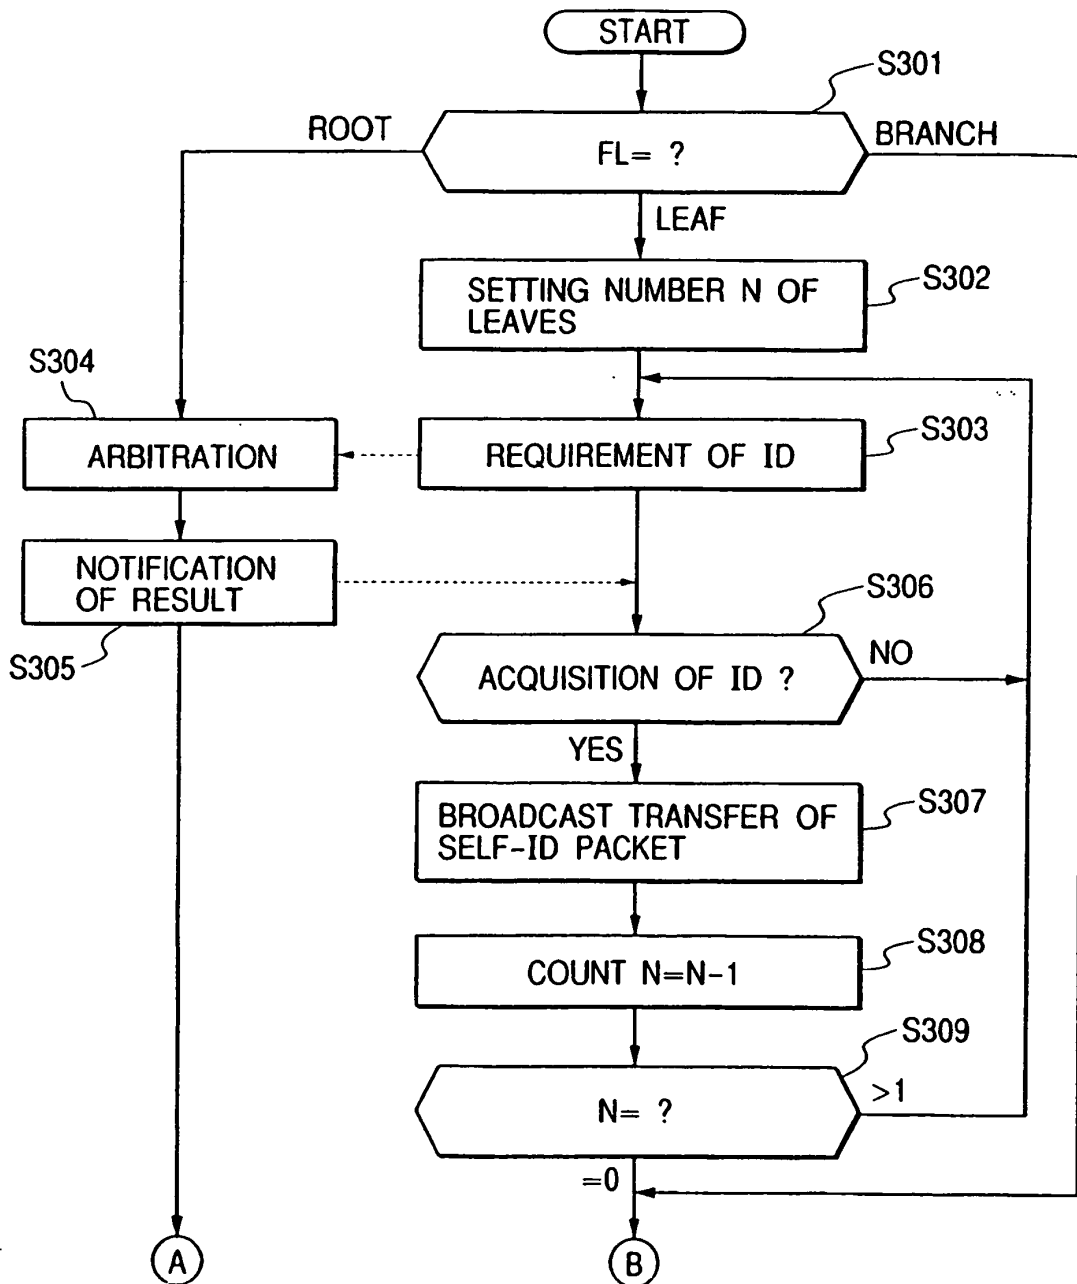 START
S301
ROOT
BRANCH
FL= ?
LEAF
SETTING NUMBER N OF
LEAVES
S302
S304
ARBITRATION
REQUIREMENT OF ID
S303
NOTIFICATION
OF RESULT
S305
S306
ACQUISITION OF ID ?
NO
YES
BROADCAST TRANSFER OF
SELF-ID PACKET
S307
COUNT N=N-1
S308
S309
N= ?
>1
=0
A
B